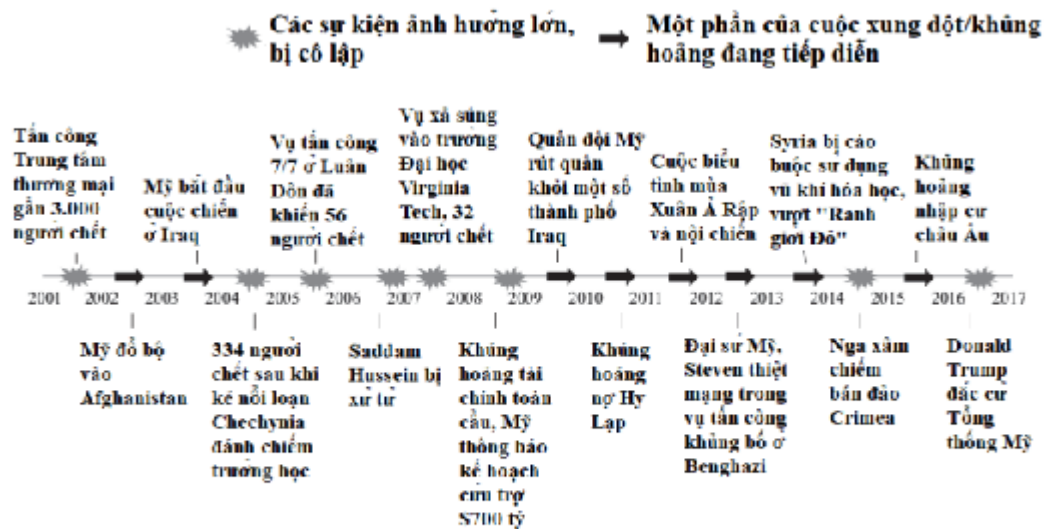 Các sự kiện ảnh hưởng lớn,
bị cô lập
Một phần của cuộc xung đột/khủng
hoảng đang tiếp diễn
Tấn công
Trung tâm
thương mại
gần 3.000
người chết
Mỹ bắt đầu
cuộc chiến
ở Iraq
Vụ tấn công
7/7 ở Luân
Đôn đã
khiến 56
người chết
Vụ xả súng
vào trường
Đại học
Virginia
Tech, 32
người chết
Quân đội Mỹ
rút quân
khỏi một số
thành phố
Iraq
Cuộc biểu
tình mùa
Xuân Ả Rập
và nội chiến
Syria bị cáo
buộc sử dụng
vũ khí hóa học,
vượt "Ranh
giới Đỏ"
Khủng
hoảng
nhập cư
châu Âu
2001 2002 2003 2004 2005 2006 2007 2008 2009 2010 2011 2012 2013 2014 2015 2016 2017
Mỹ đổ bộ
vào
Afghanistan
334 người
chết sau khi
kẻ nổi loạn
Chechynia
đánh chiếm
trường học
Saddam
Hussein bị
xử tử
Khủng
hoảng tài
chính toàn
cầu, Mỹ
thông báo
kế hoạch
cứu trợ
$700 tỷ
Khủng
hoảng
nợ Hy
Lạp
Đại sứ Mỹ,
Steven thiệt
mạng trong
vụ tấn công
khủng bố ở
Benghazi
Nga xâm
chiếm
bán đảo
Crimea
Donald
Trump
đắc cử
Tổng
thống Mỹ